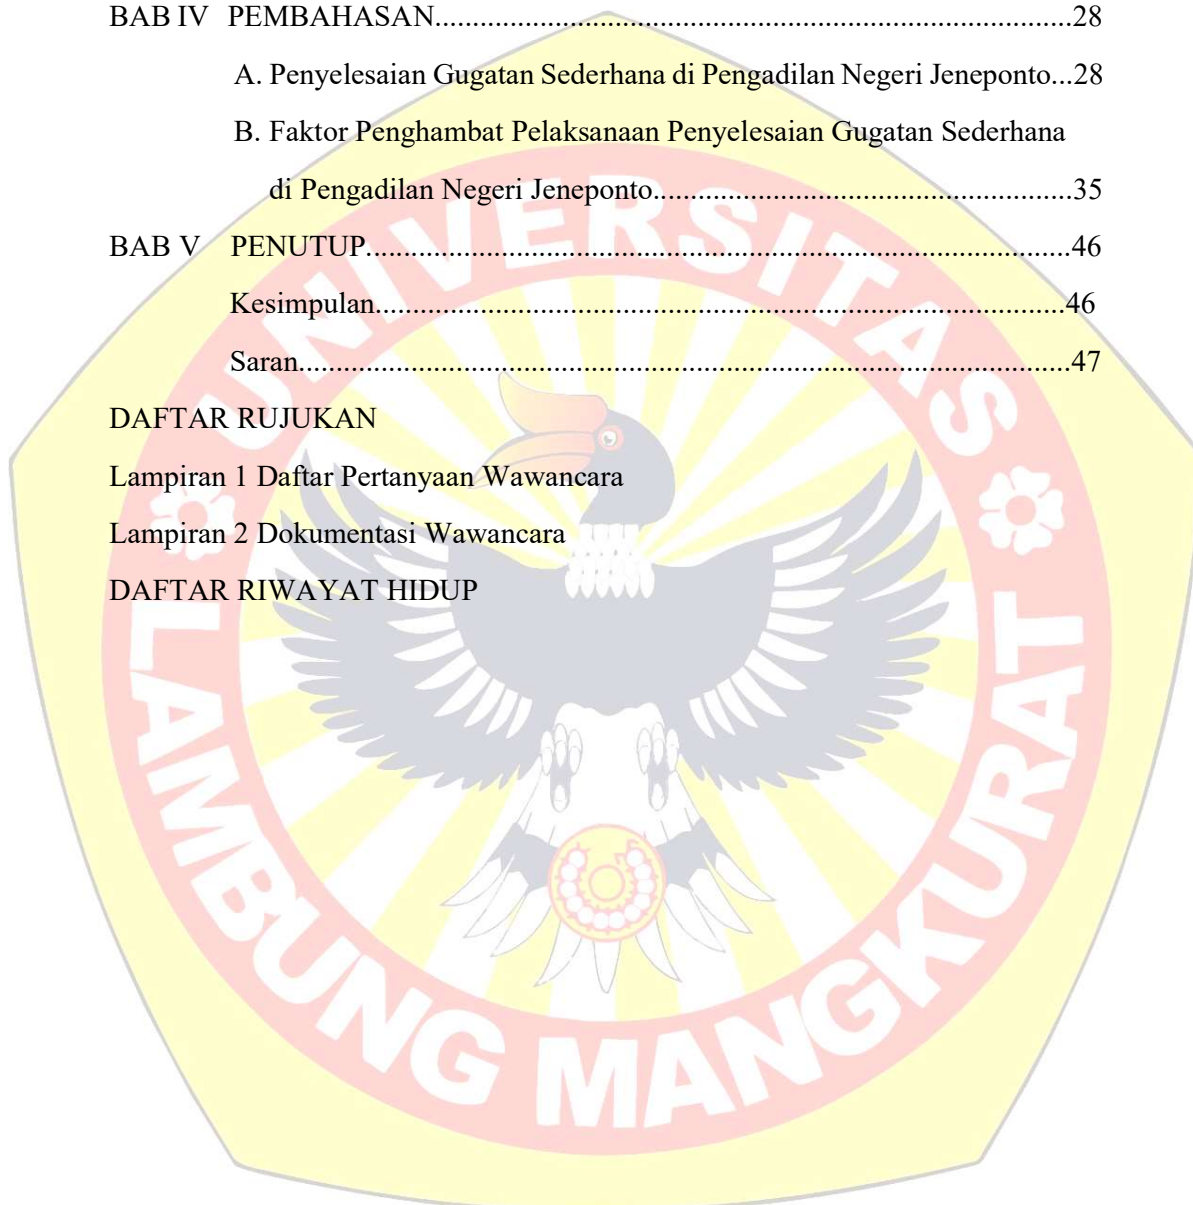 BAB IV PEMBAHASAN.................................................................................28
A. Penyelesaian Gugatan Sederhana di Pengadilan Negeri Jeneponto...28
B. Faktor Penghambat Pelaksanaan Penyelesaian Gugatan Sederhana
di Pengadilan Negeri Jeneponto.....................................................35
BAB V PENUTUP..........................................................................................46
Kesimpulan........................................................................................46
Saran..................................................................................................47
DAFTAR RUJUKAN
Lampiran 1 Daftar Pertanyaan Wawancara
Lampiran 2 Dokumentasi Wawancara
DAFTAR RIWAYAT HIDUP
UNIVERSITAS
LAMBUNG MANGKURAT